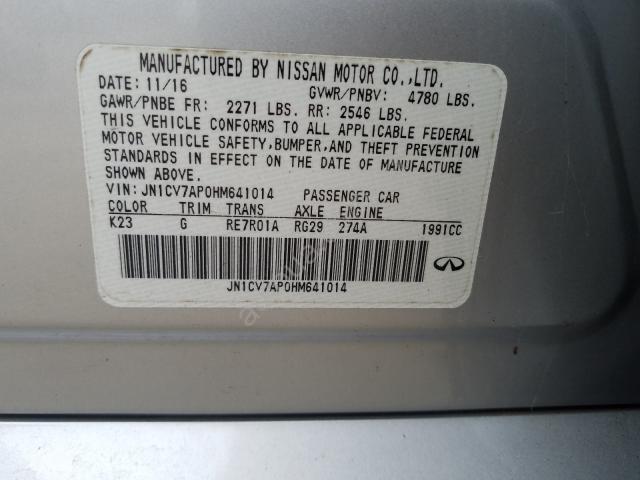 MANUFACTURED BY NISSAN MOTOR CO.,LTD.
DATE: 11/16 GVWR/PNBV: 4780 LBS.
GAWR/PNBE FR: 2271 LBS. RR: 2546 LBS.
THIS VEHICLE CONFORMS TO ALL APPLICABLE FEDERAL
MOTOR VEHICLE SAFETY, BUMPER, AND THEFT PREVENTION
STANDARDS IN EFFECT ON THE DATE OF MANUFACTURE
SHOWN ABOVE.
VIN: JN1CV7AP0HM641014 PASSENGER CAR
COLOR TRIM TRANS AXLE ENGINE
K23 G RE7R01A RG29 274A 1991CC
JN1CV7AP0HM641014